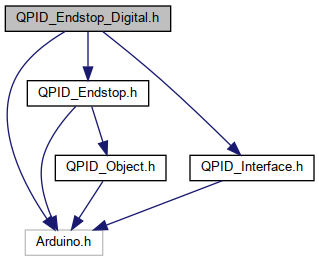 QPID_Endstop_Digital.h
QPID_Endstop.h
QPID_Object.h
QPID_Interface.h
Arduino.h